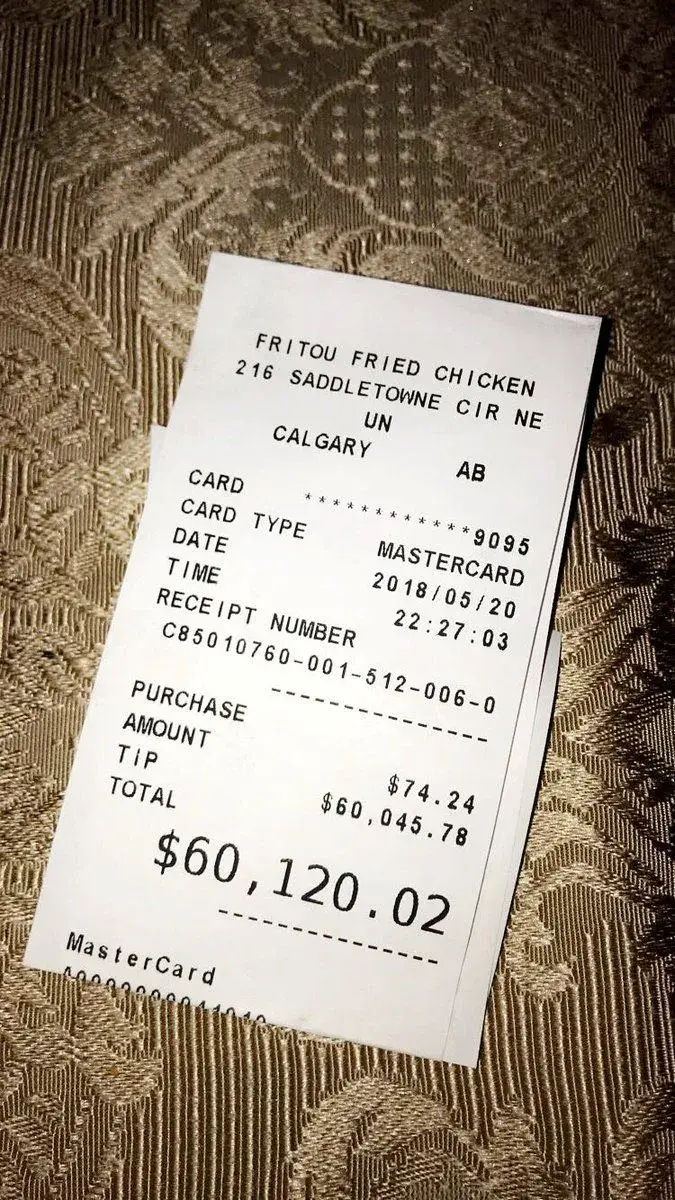 FRITOU FRIED CHICKEN
216 SADDLETOWNE CIR NE
UN
CALGARY AB
CARD ************9095
CARD TYPE MASTERCARD
DATE 2018/05/20
TIME 22:27:03
RECEIPT NUMBER
C85010760-001-512-006-0
---------------
PURCHASE
AMOUNT $74.24
TIP $60,045.78
TOTAL
$60,120.02
---------------
MasterCard